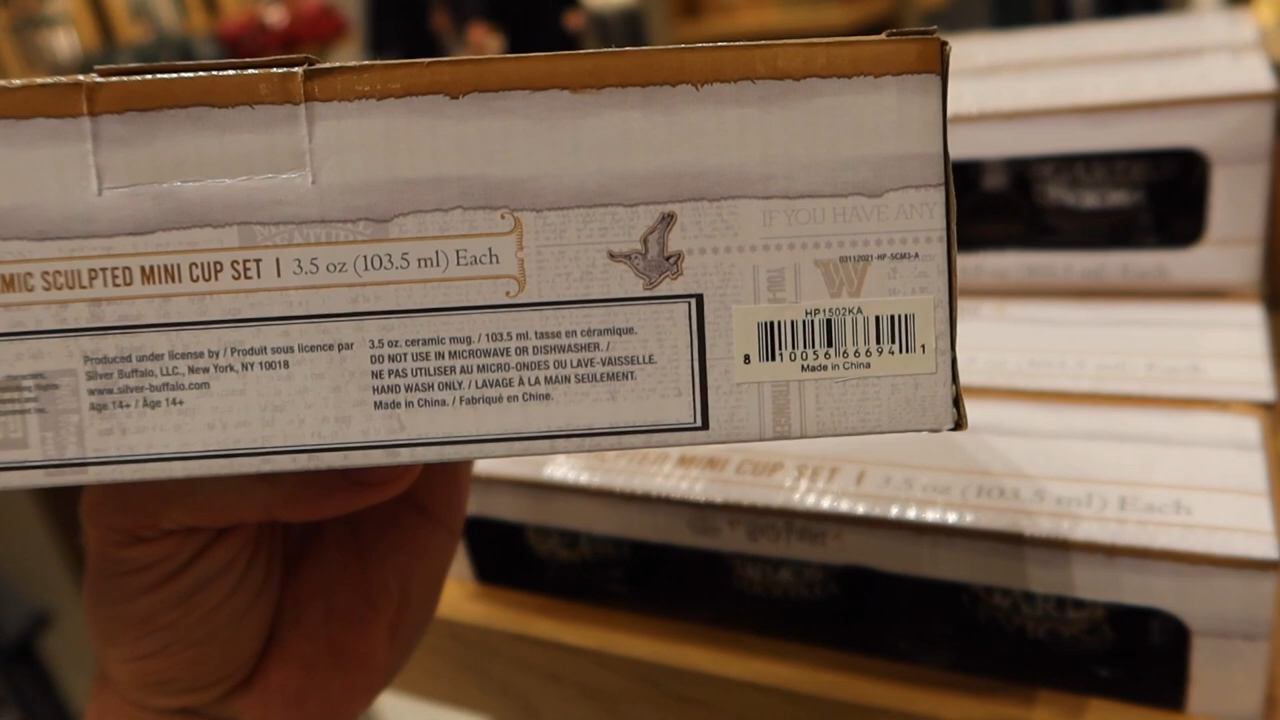 IF YOU HAVE ANY
MIC SCULPTED MINI CUP SET | 3.5 oz (103.5 ml) Each
03112021-HP-SCM3-A
W
Produced under license by / Produit sous licence par
Silver Buffalo, LLC., New York, NY 10018
www.silver-buffalo.com
Age 14+ / Âge 14+
3.5 oz. ceramic mug. / 103.5 ml. tasse en céramique.
DO NOT USE IN MICROWAVE OR DISHWASHER. /
NE PAS UTILISER AU MICRO-ONDES OU LAVE-VAISSELLE.
HAND WASH ONLY. / LAVAGE À LA MAIN SEULEMENT.
Made in China. / Fabriqué en Chine.
HP1502KA
8 10056 66694 1
Made in China
MINI CUP SET | 3.5 oz (103.5 ml) Each